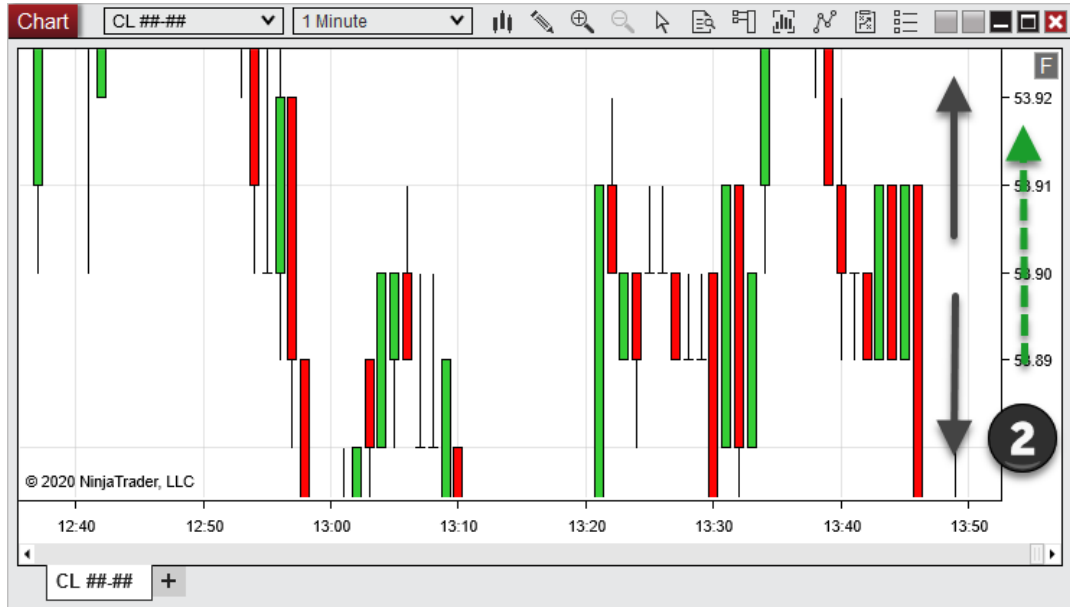 Chart
CL ##-##
1 Minute
F
53.92
53.91
53.90
53.89
2
© 2020 NinjaTrader, LLC
12:40
12:50
13:00
13:10
13:20
13:30
13:40
13:50
CL ##-##
+